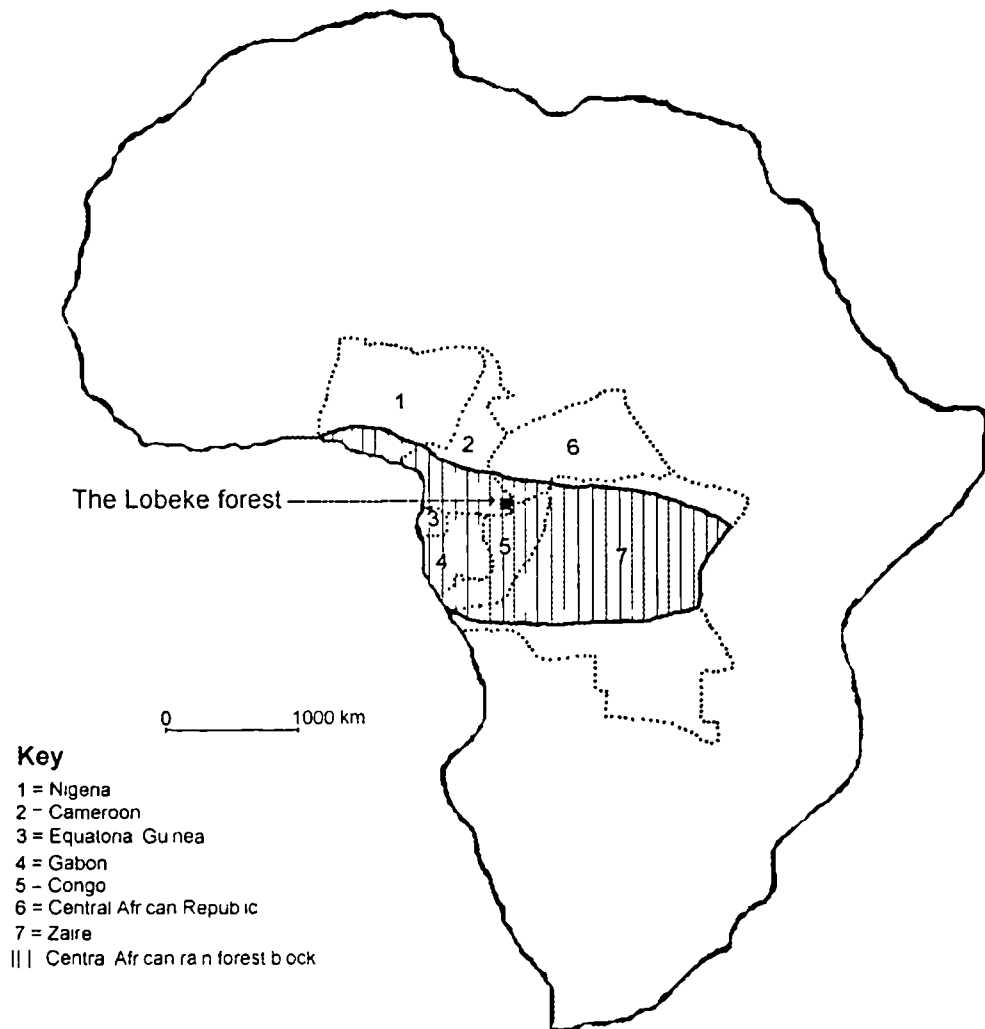 1
2
6
The Lobeke forest
3
5
4
7
0 1000 km
Key
1 = Nigena
2 – Cameroon
3 = Equatona Gu nea
4 = Gabon
5 – Congo
6 = Central Afr can Repub ic
7 = Zaire
||| Centra Afr can ra n forest b ock